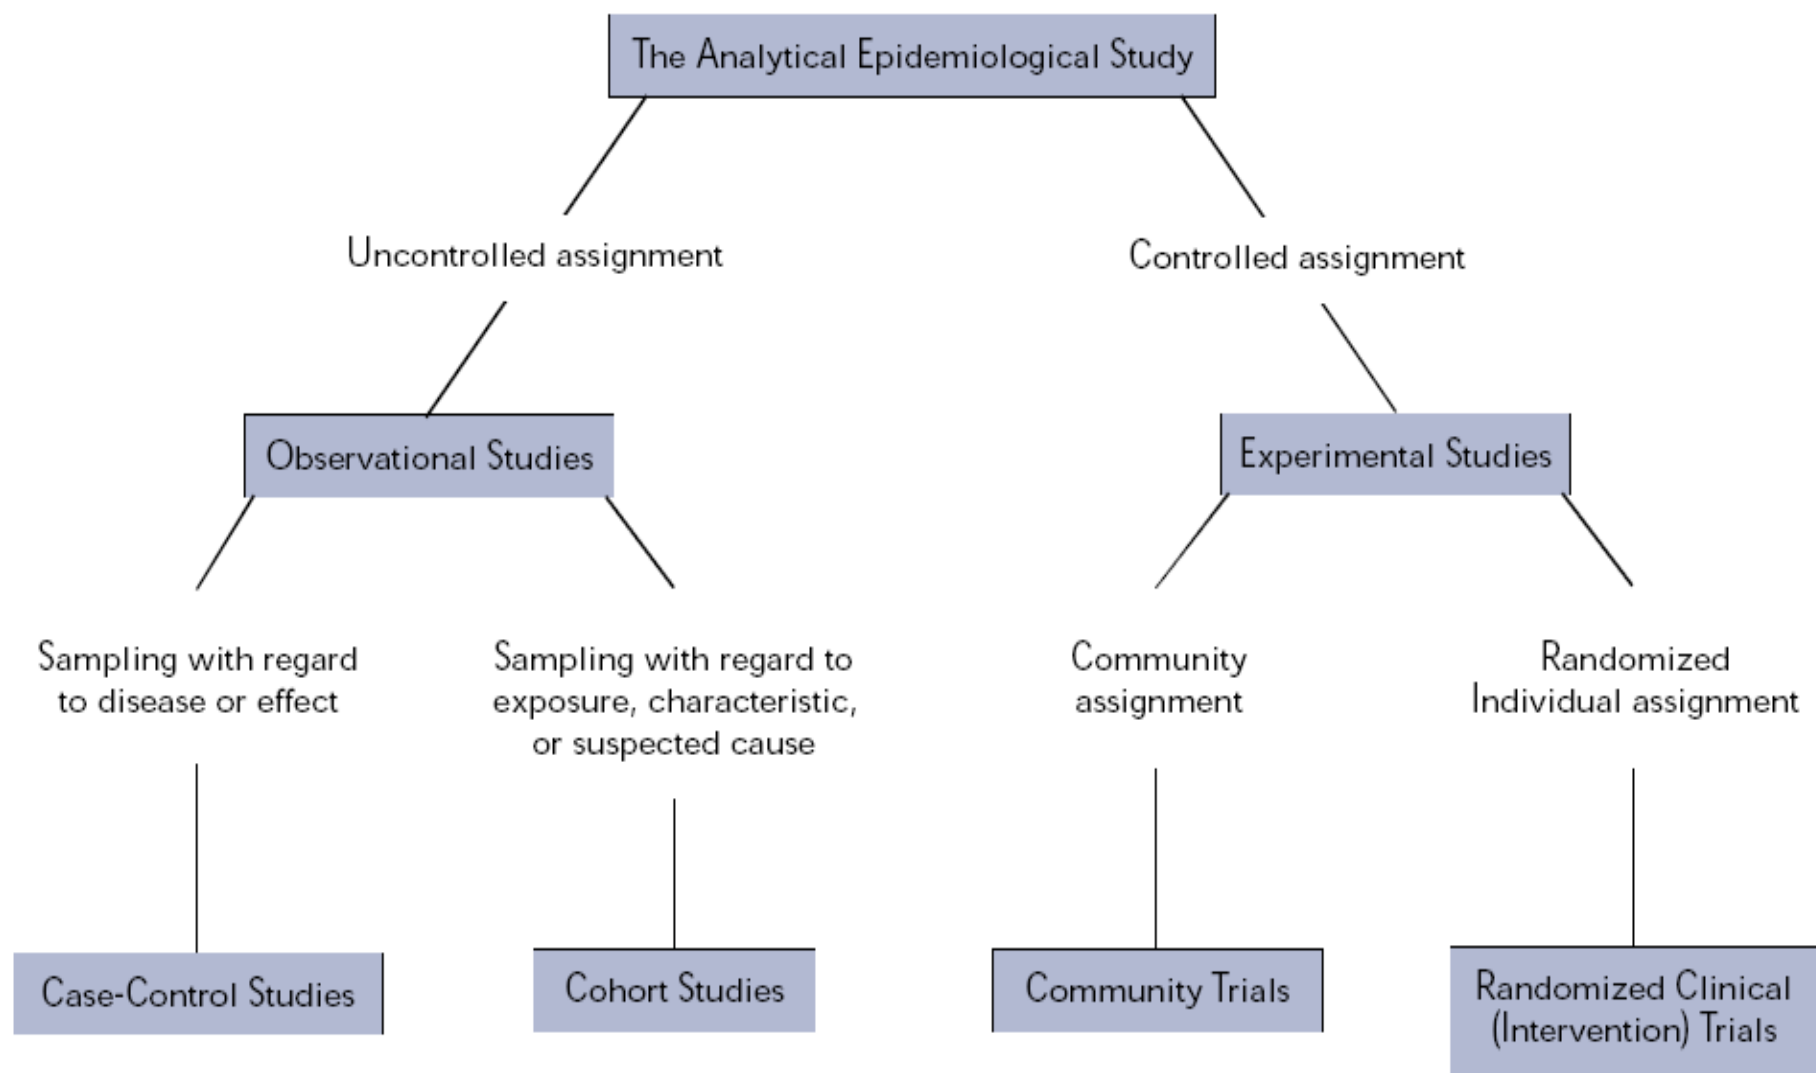 The Analytical Epidemiological Study
Uncontrolled assignment
Controlled assignment
Observational Studies
Experimental Studies
Sampling with regard
to disease or effect
Sampling with regard to
exposure, characteristic,
or suspected cause
Community
assignment
Randomized
Individual assignment
Case-Control Studies
Cohort Studies
Community Trials
Randomized Clinical
(Intervention) Trials